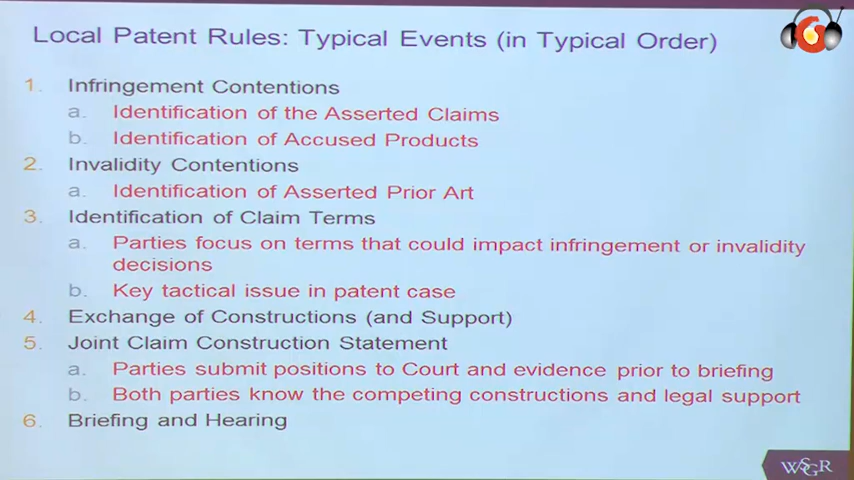 Local Patent Rules: Typical Events (in Typical Order)
1. Infringement Contentions
a. Identification of the Asserted Claims
b. Identification of Accused Products
2. Invalidity Contentions
a. Identification of Asserted Prior Art
3. Identification of Claim Terms
a. Parties focus on terms that could impact infringement or invalidity
decisions
b. Key tactical issue in patent case
4. Exchange of Constructions (and Support)
5. Joint Claim Construction Statement
a. Parties submit positions to Court and evidence prior to briefing
b. Both parties know the competing constructions and legal support
6. Briefing and Hearing
WSGR